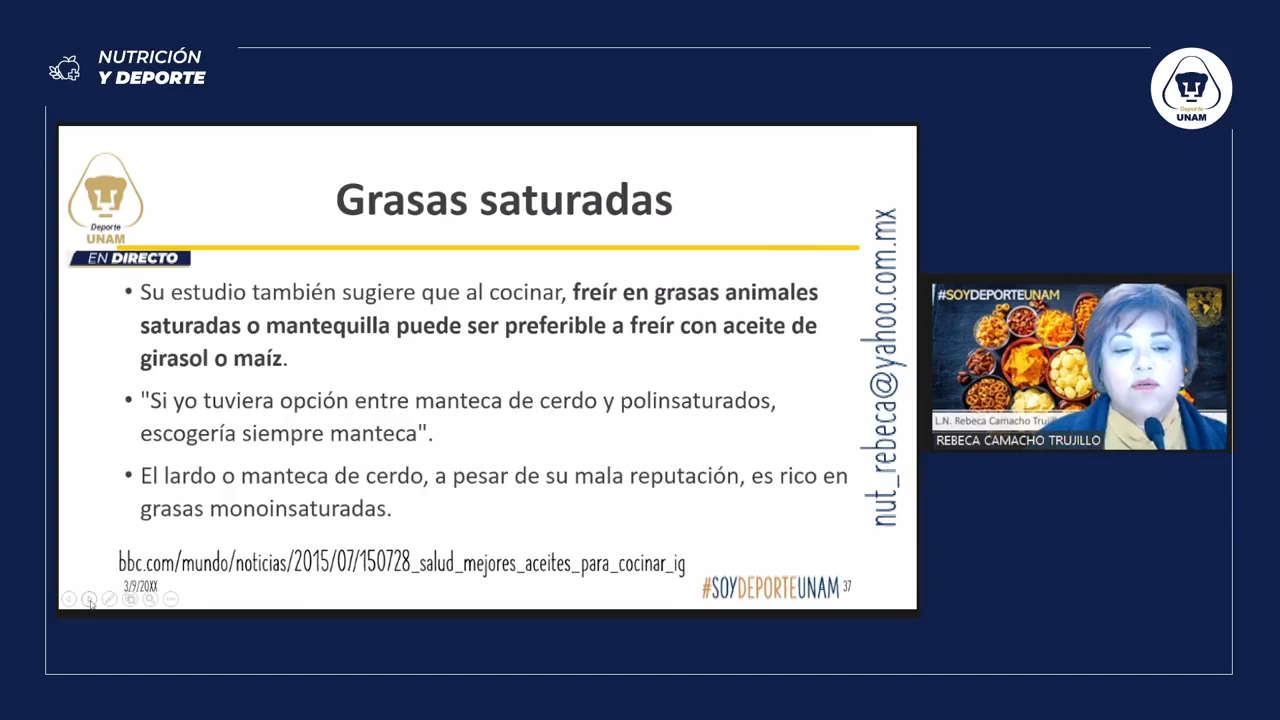 NUTRICIÓN
Y DEPORTE
Deporte
UNAM
Deporte
UNAM
EN DIRECTO
Grasas saturadas
• Su estudio también sugiere que al cocinar, freír en grasas animales
saturadas o mantequilla puede ser preferible a freír con aceite de
girasol o maíz.
• "Si yo tuviera opción entre manteca de cerdo y polinsaturados,
escogería siempre manteca".
• El lardo o manteca de cerdo, a pesar de su mala reputación, es rico en
grasas monoinsaturadas.
bbc.com/mundo/noticias/2015/07/150728_salud_mejores_aceites_para_cocinar_ig
3/9/20XX
#SOYDEPORTEUNAM
37
nut_rebeca@yahoo.com.mx
#SOYDEPORTEUNAM
L.N. Rebeca Camacho
REBECA CAMACHO TRUJILLO